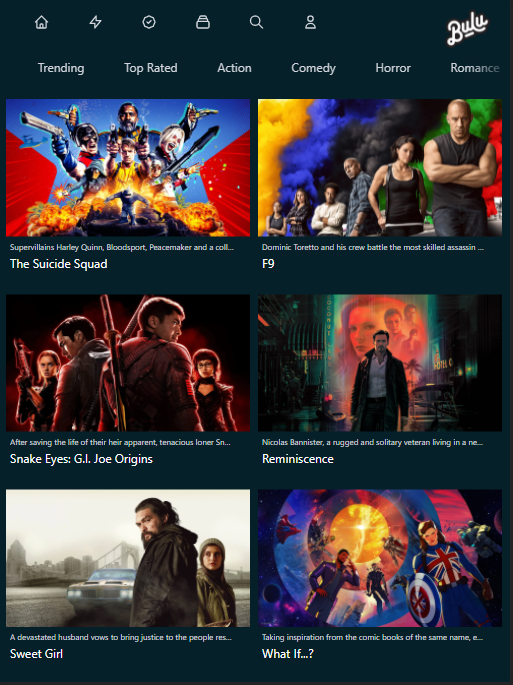 Bulu
Trending
Top Rated
Action
Comedy
Horror
Romance
Supervillains Harley Quinn, Bloodsport, Peacemaker and a coll...
The Suicide Squad
Dominic Toretto and his crew battle the most skilled assassin ...
F9
After saving the life of their heir apparent, tenacious loner Sn...
Snake Eyes: G.I. Joe Origins
Nicolas Bannister, a rugged and solitary veteran living in a ne...
Reminiscence
A devastated husband vows to bring justice to the people res...
Sweet Girl
Taking inspiration from the comic books of the same name, e...
What If...?